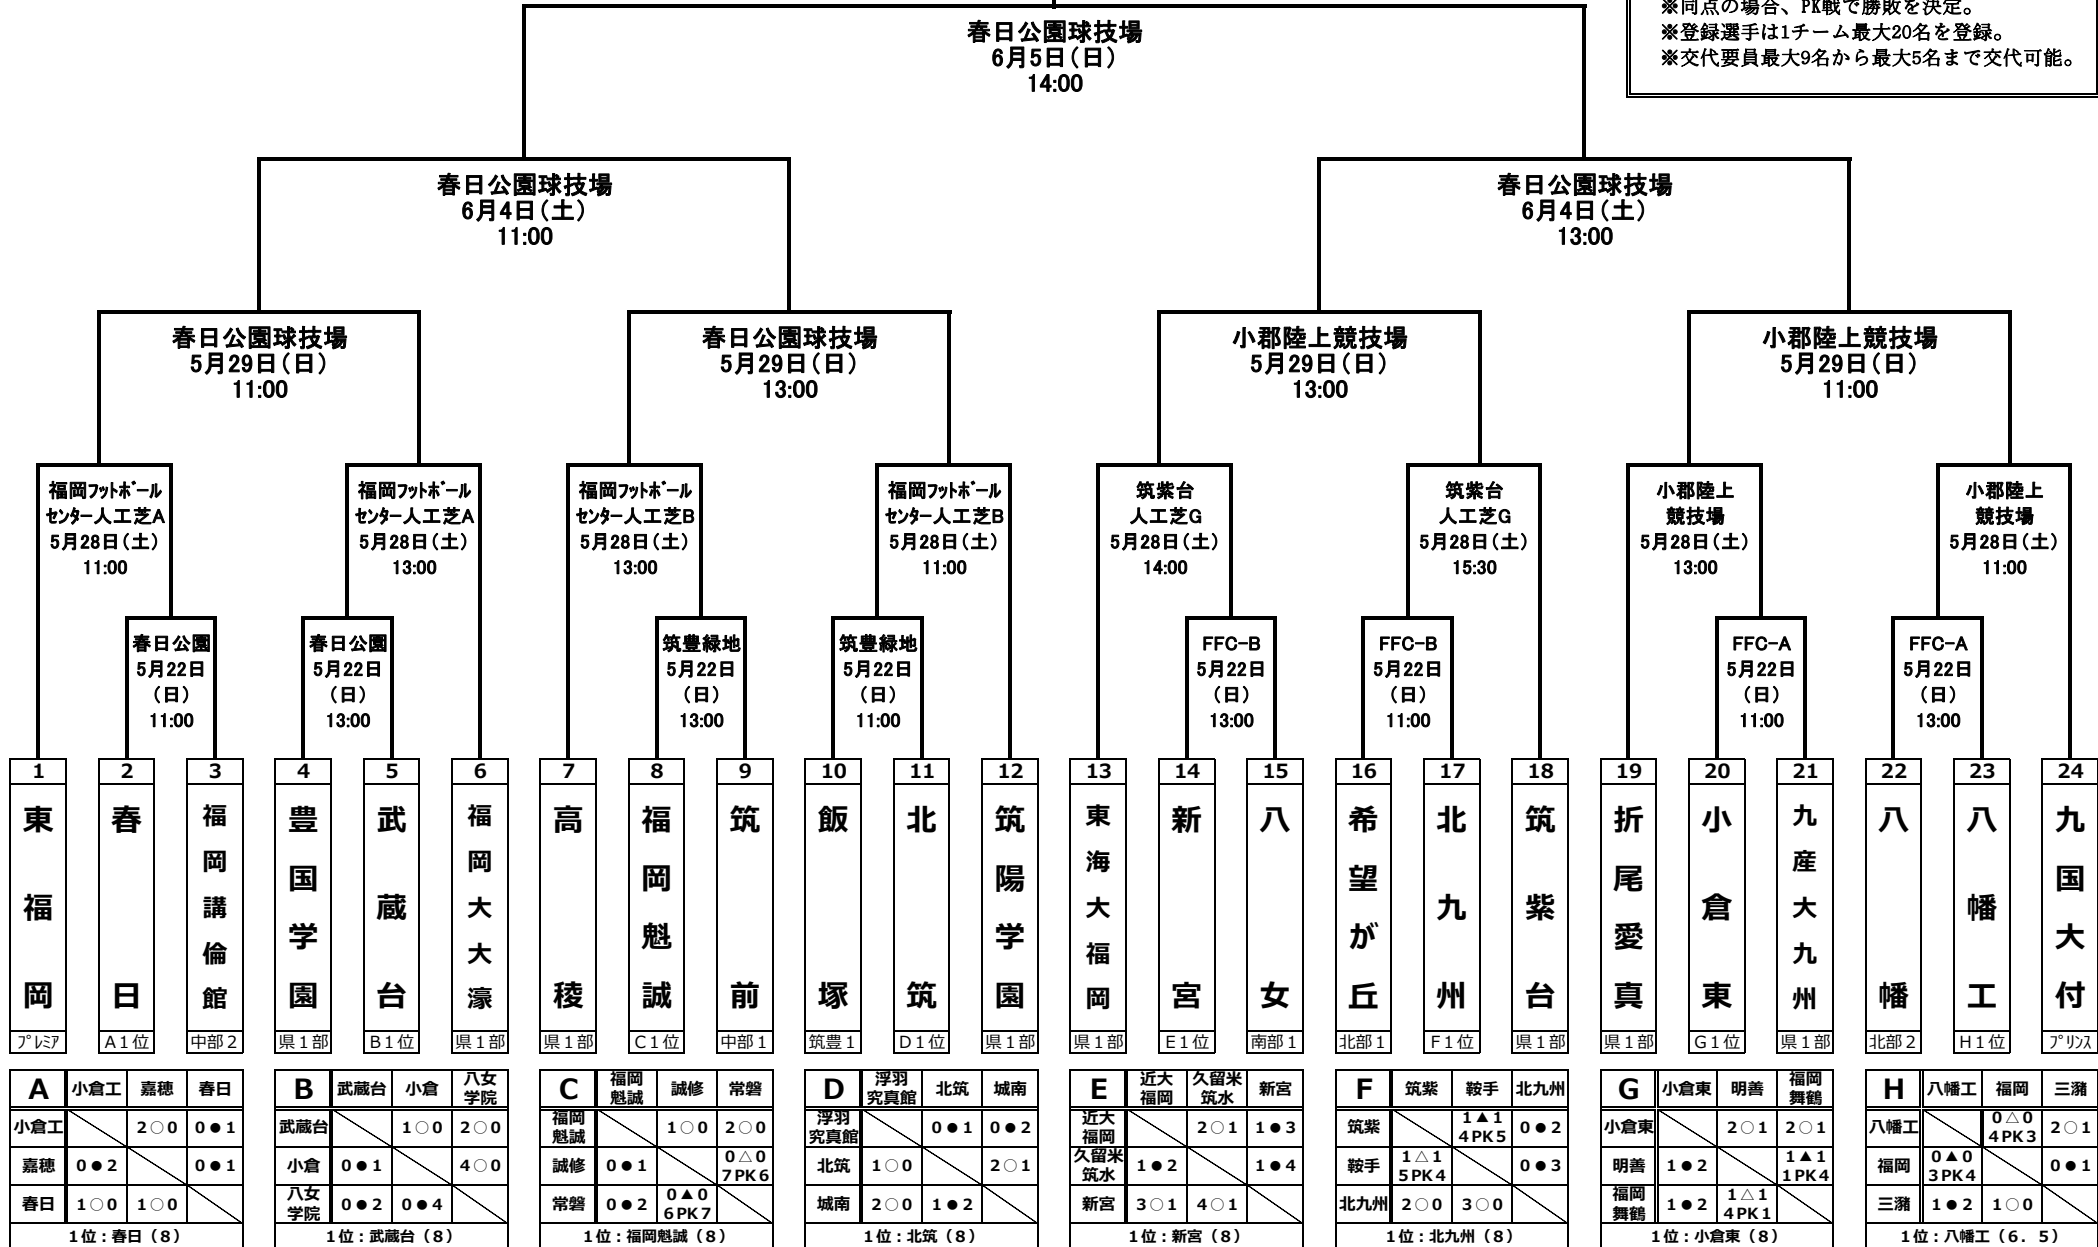 ※同点の場合、PK戦で勝敗を決定。
※登録選手は1チーム最大20名を登録。
※交代要員最大9名から最大5名まで交代可能。
春日公園球技場
6月5日(日)
14:00
春日公園球技場
6月4日(土)
11:00
春日公園球技場
6月4日(土)
13:00
春日公園球技場
5月29日(日)
11:00
春日公園球技場
5月29日(日)
13:00
小郡陸上競技場
5月29日(日)
13:00
小郡陸上競技場
5月29日(日)
11:00
福岡フットボール
センター人工芝A
5月28日(土)
11:00
福岡フットボール
センター人工芝A
5月28日(土)
13:00
福岡フットボール
センター人工芝B
5月28日(土)
13:00
福岡フットボール
センター人工芝B
5月28日(土)
11:00
筑紫台
人工芝G
5月28日(土)
14:00
筑紫台
人工芝G
5月28日(土)
15:30
小郡陸上
競技場
5月28日(土)
13:00
小郡陸上
競技場
5月28日(土)
11:00
春日公園
5月22日
(日)
11:00
春日公園
5月22日
(日)
13:00
筑豊緑地
5月22日
(日)
13:00
筑豊緑地
5月22日
(日)
11:00
FFC-B
5月22日
(日)
13:00
FFC-B
5月22日
(日)
11:00
FFC-A
5月22日
(日)
11:00
FFC-A
5月22日
(日)
13:00
1
東福岡
プレミア
2
春日
A1位
3
福岡講倫館
中部2
4
豊国学園
県1部
5
武蔵台
B1位
6
福岡大大濠
県1部
7
高稜
県1部
8
福岡魁誠
C1位
9
筑前
中部1
10
飯塚
筑豊1
11
北筑
D1位
12
筑陽学園
県1部
13
東海大福岡
県1部
14
新宮
E1位
15
八女
南部1
16
希望が丘
北部1
17
北九州
F1位
18
筑紫台
県1部
19
折尾愛真
県1部
20
小倉東
G1位
21
九産大九州
県1部
22
八幡
北部2
23
八幡工
H1位
24
九国大付
プリンス
A 小倉工 嘉穂 春日
小倉工 2○0 0●1
嘉穂 0●2 0●1
春日 1○0 1○0
1位：春日（8）
B 武蔵台 小倉 八女学院
武蔵台 1○0 2○0
小倉 0●1 4○0
八女学院 0●2 0●4
1位：武蔵台（8）
C 福岡魁誠 誠修 常磐
福岡魁誠 1○0 2○0
誠修 0●1 0△0 7PK6
常磐 0●2 0▲0 6PK7
1位：福岡魁誠（8）
D 浮羽究真館 北筑 城南
浮羽究真館 0●1 0●2
北筑 1○0 2○1
城南 2○0 1●2
1位：北筑（8）
E 近大福岡 久留米筑水 新宮
近大福岡 2○1 1●3
久留米筑水 1●2 1●4
新宮 3○1 4○1
1位：新宮（8）
F 筑紫 鞍手 北九州
筑紫 1▲1 4PK5 0●2
鞍手 1△1 5PK4 0●3
北九州 2○0 3○0
1位：北九州（8）
G 小倉東 明善 福岡舞鶴
小倉東 2○1 2○1
明善 1●2 1▲1 1PK4
福岡舞鶴 1●2 1△1 4PK1
1位：小倉東（8）
H 八幡工 福岡 三潴
八幡工 0△0 4PK3 2○1
福岡 0▲0 3PK4 0●1
三潴 1●2 1○0
1位：八幡工（6．5）